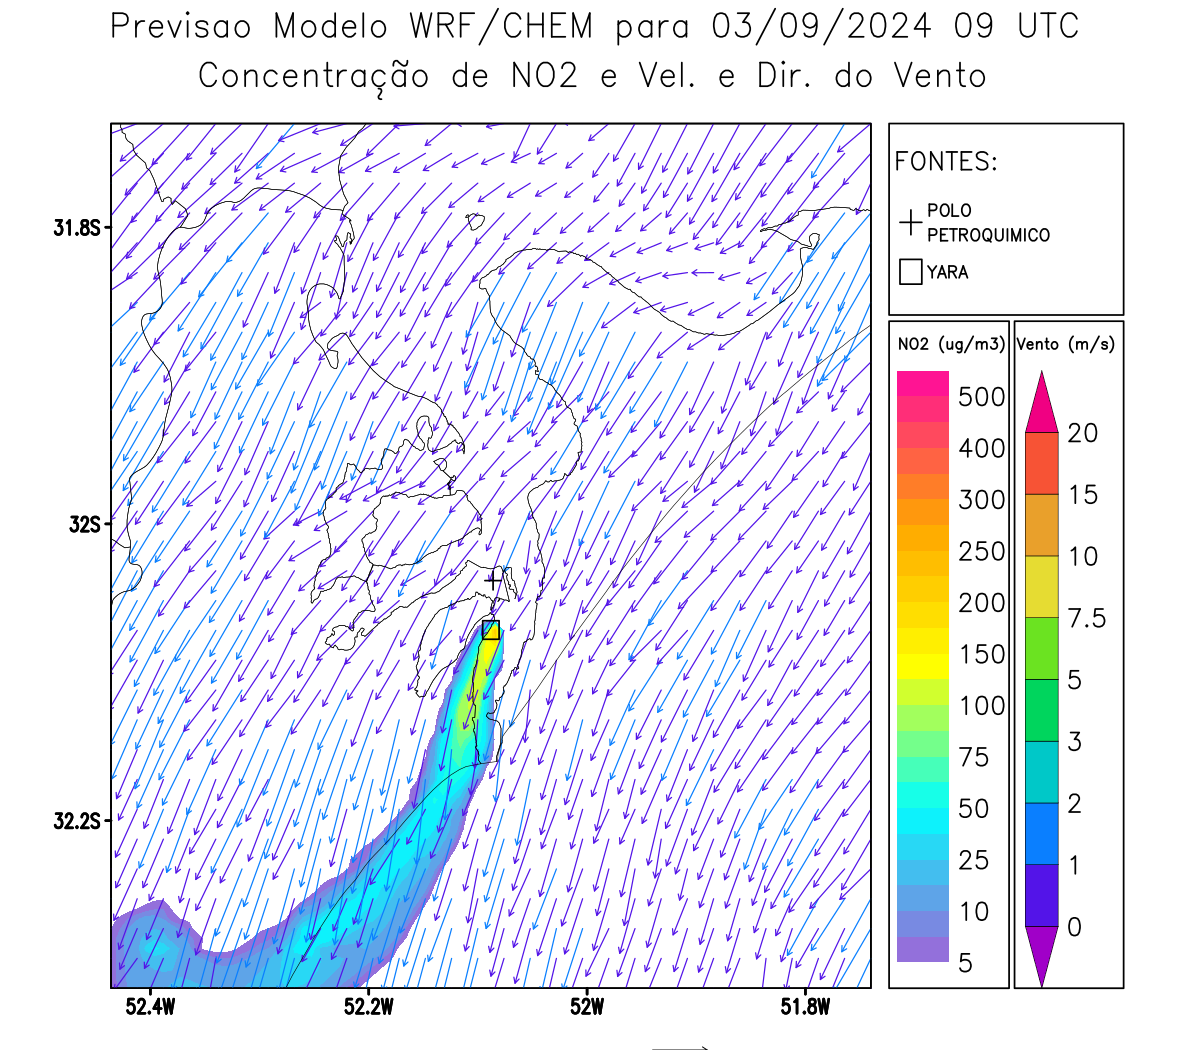 Previsao Modelo WRF/CHEM para 03/09/2024 09 UTC
Concentração de NO2 e Vel. e Dir. do Vento
FONTES:
POLO
PETROQUIMICO
YARA
31.8S
32S
32.2S
52.4W
52.2W
52W
51.8W
NO2 (ug/m3)
500
400
300
250
200
150
100
75
50
25
10
5
Vento (m/s)
20
15
10
7.5
5
3
2
1
0